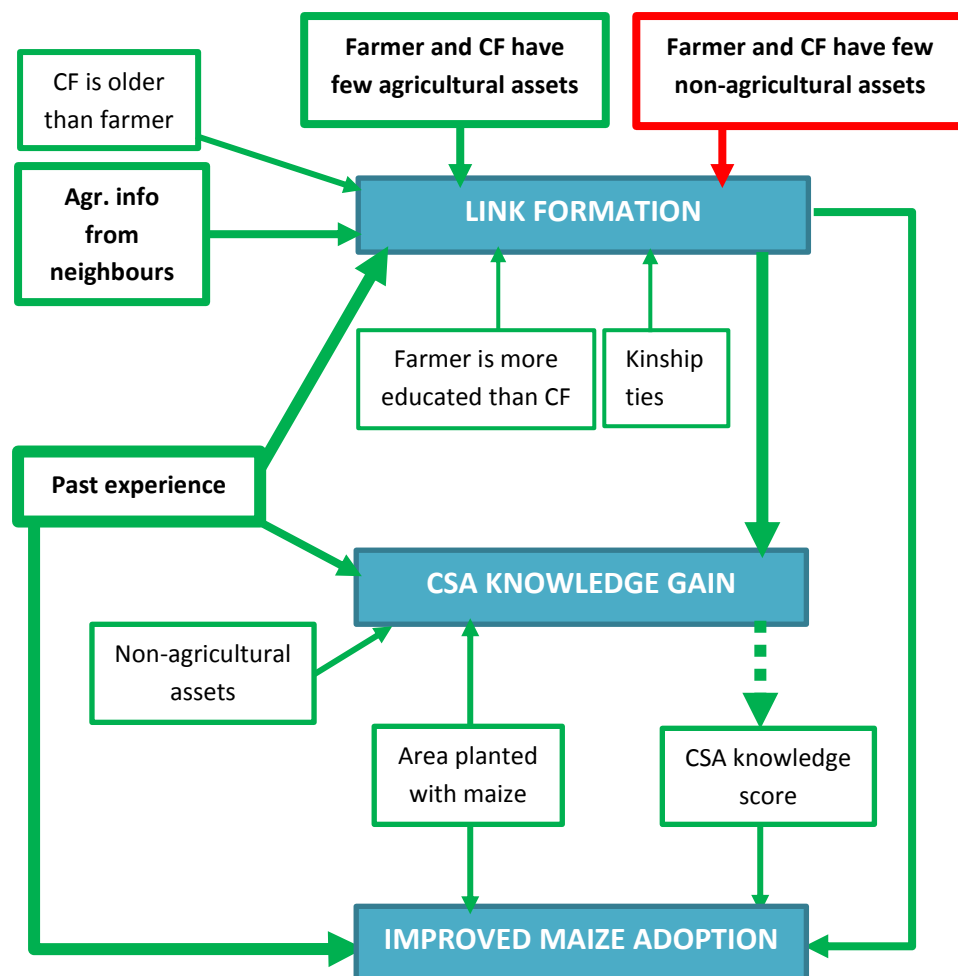 CF is older
than farmer
Farmer and CF have
few agricultural assets
Farmer and CF have few
non-agricultural assets
Agr. info
from
neighbours
LINK FORMATION
Farmer is more
educated than CF
Kinship
ties
Past experience
CSA KNOWLEDGE GAIN
Non-agricultural
assets
Area planted
with maize
CSA knowledge
score
IMPROVED MAIZE ADOPTION